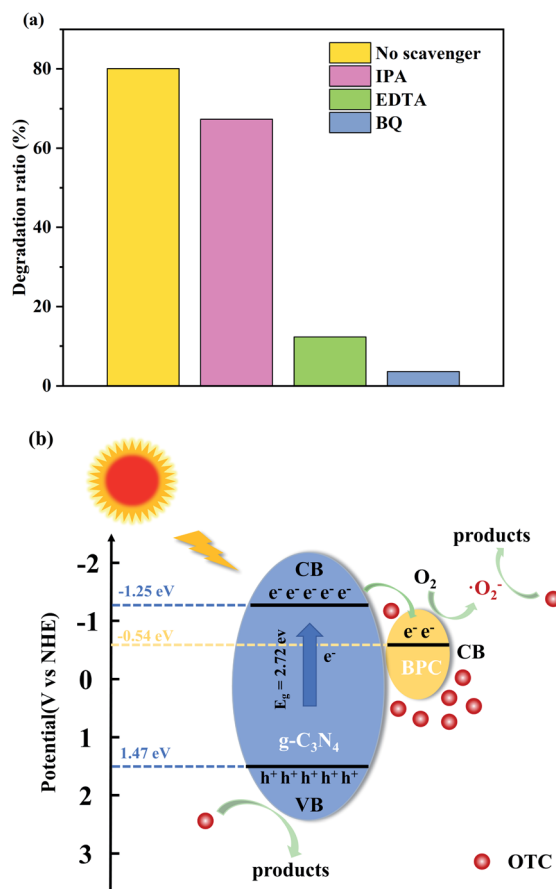 (a)
Degradation ratio (%)
80
60
40
20
0
No scavenger
IPA
EDTA
BQ
(b)
Potential(V vs NHE)
-2
-1
0
1
2
3
-1.25 eV
-0.54 eV
1.47 eV
CB
e⁻ e⁻ e⁻ e⁻ e⁻
E_g = 2.72 ev
e⁻
g-C₃N₄
h⁺ h⁺ h⁺ h⁺ h⁺
VB
products
O₂
·O₂⁻
products
e⁻ e⁻
CB
BPC
OTC